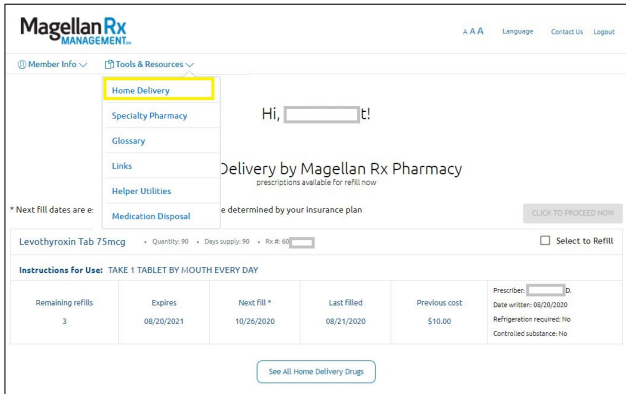 Magellan Rx
MANAGEMENT
A A A Language Contact Us Logout
Member Info Tools & Resources
Home Delivery
Specialty Pharmacy
Glossary
Links
Helper Utilities
Medication Disposal
Hi, t!
Delivery by Magellan Rx Pharmacy
prescriptions available for refill now
* Next fill dates are e determined by your insurance plan
CLICK TO PROCEED NOW
Levothyroxin Tab 75mcg • Quantity: 90 • Days supply: 90 • Rx #: 60 Select to Refill
Instructions for Use: TAKE 1 TABLET BY MOUTH EVERY DAY
Remaining refills Expires Next fill * Last filled Previous cost
3 08/20/2021 10/26/2020 08/21/2020 $10.00
Prescriber: D.
Date written: 08/20/2020
Refrigeration required: No
Controlled substance: No
See All Home Delivery Drugs